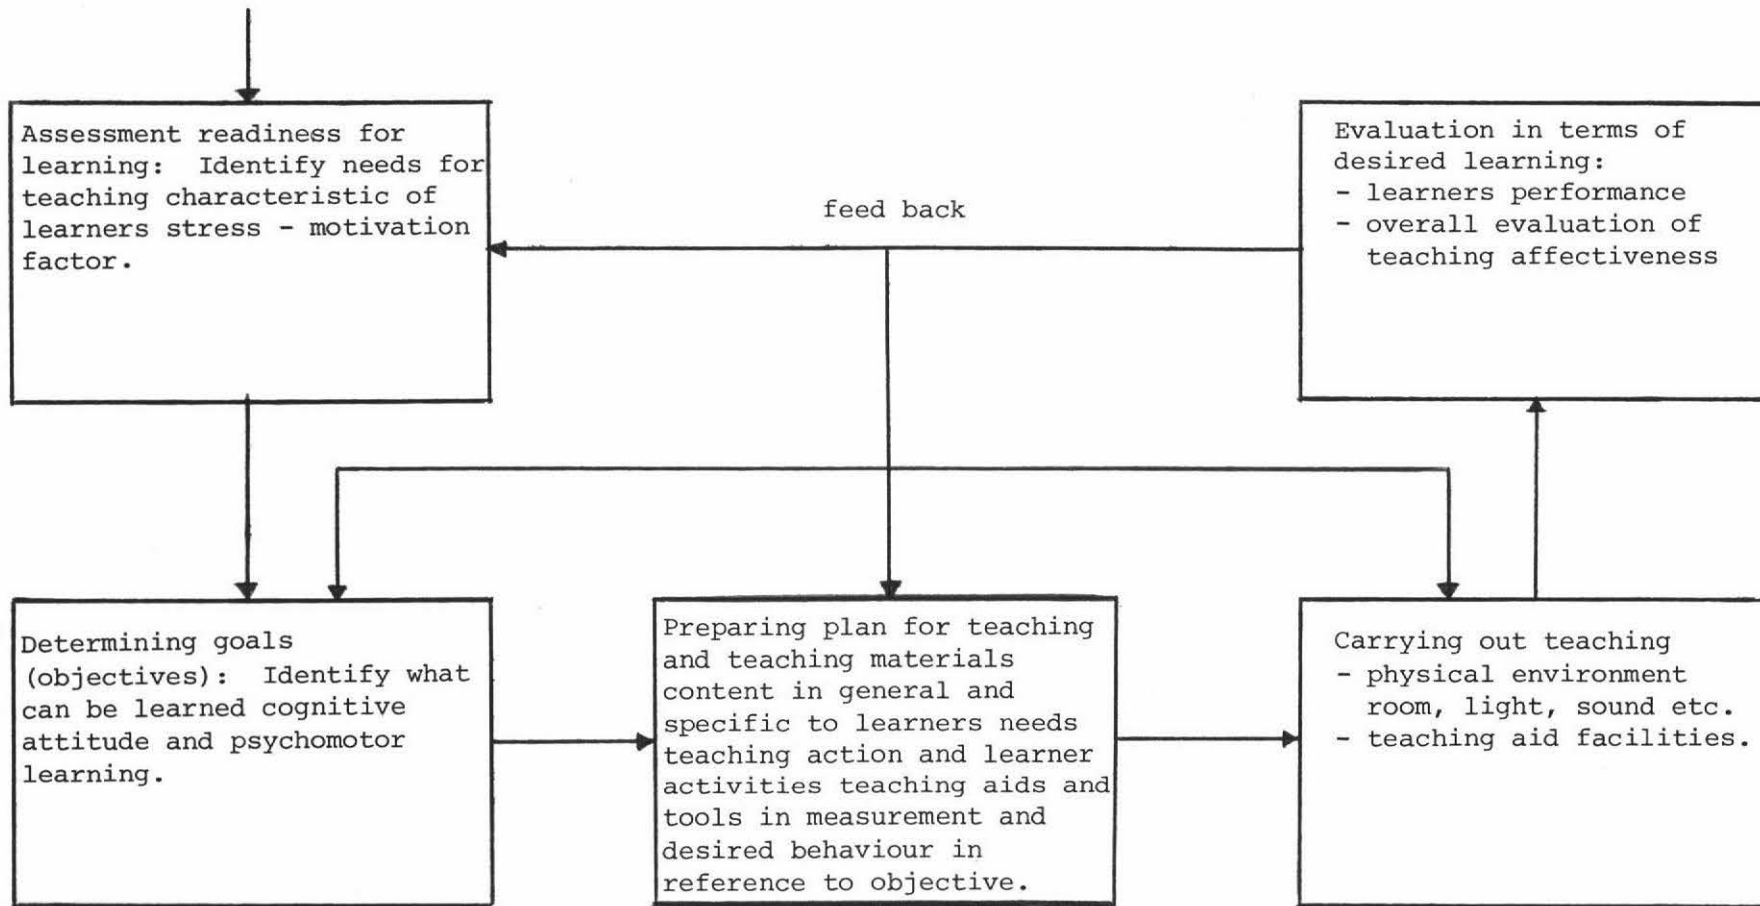 Assessment readiness for
learning: Identify needs for
teaching characteristic of
learners stress - motivation
factor.
feed back
Evaluation in terms of
desired learning:
- learners performance
- overall evaluation of
teaching affectiveness
Determining goals
(objectives): Identify what
can be learned cognitive
attitude and psychomotor
learning.
Preparing plan for teaching
and teaching materials
content in general and
specific to learners needs
teaching action and learner
activities teaching aids and
tools in measurement and
desired behaviour in
reference to objective.
Carrying out teaching
- physical environment
room, light, sound etc.
- teaching aid facilities.